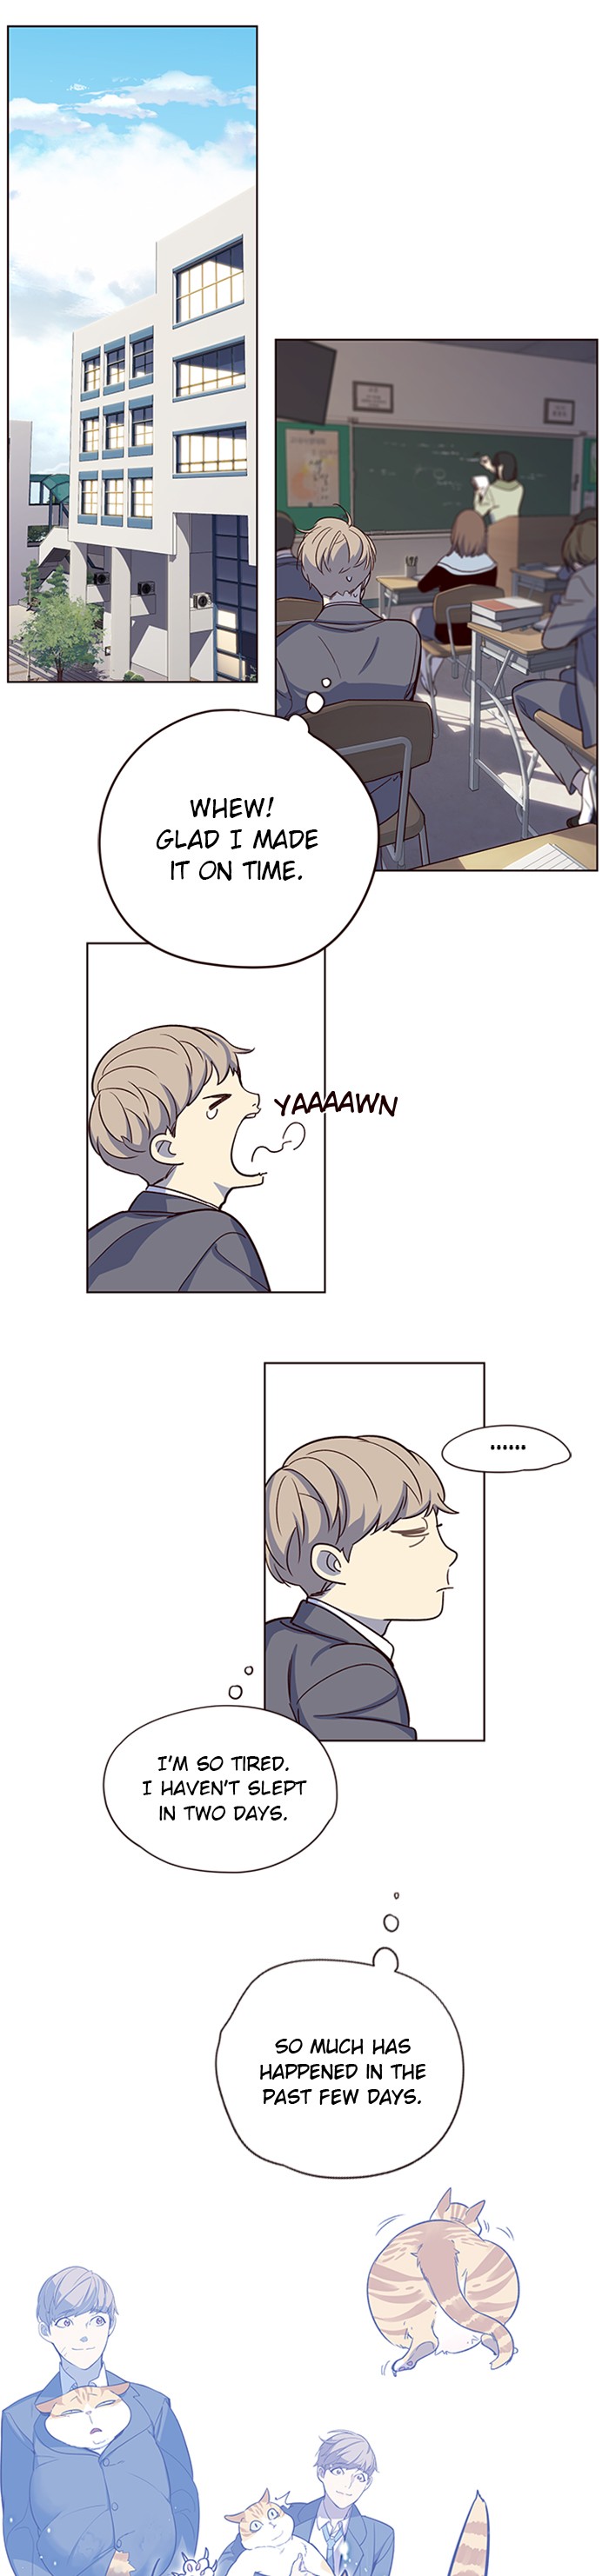 WHEW!
GLAD I MADE
IT ON TIME.
YAAAAWN
......
I'M SO TIRED.
I HAVEN'T SLEPT
IN TWO DAYS.
SO MUCH HAS
HAPPENED IN THE
PAST FEW DAYS.